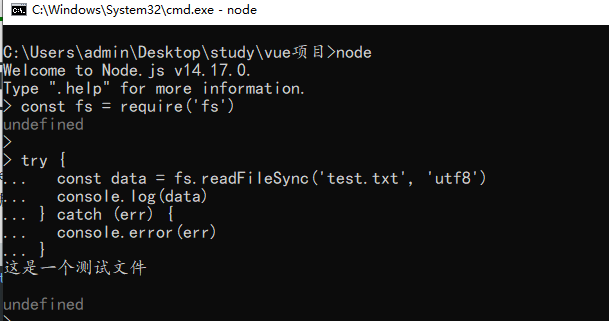 C:\Windows\System32\cmd.exe - node
C:\Users\admin\Desktop\study\vue项目>node
Welcome to Node.js v14.17.0.
Type ".help" for more information.
> const fs = require('fs')
undefined
>
> try {
...   const data = fs.readFileSync('test.txt', 'utf8')
...   console.log(data)
... } catch (err) {
...   console.error(err)
... }
这是一个测试文件
undefined
>